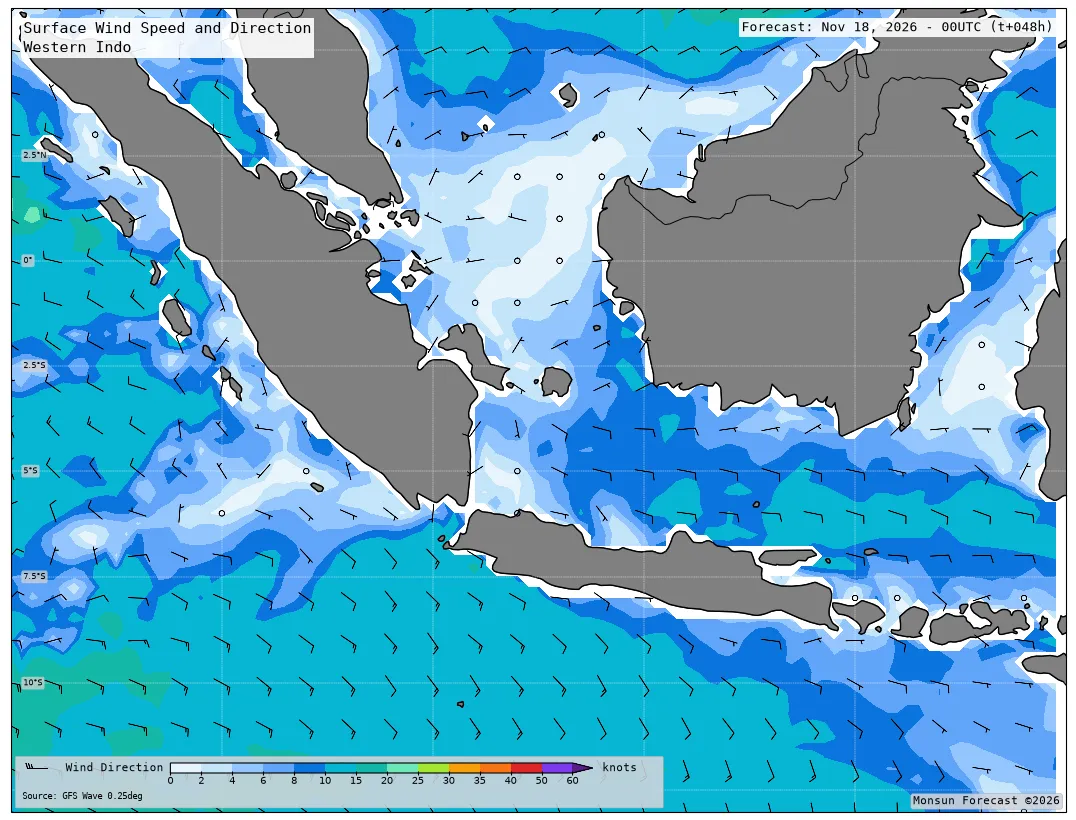 Surface Wind Speed and Direction
Western Indo
Forecast: Nov 18, 2026 - 00UTC (t+048h)
2.5°N
0°
2.5°S
5°S
7.5°S
10°S
Wind Direction
0 2 4 6 8 10 15 20 25 30 35 40 45 50 60
knots
Source: GFS Wave 0.25deg
Monsun Forecast ©2026